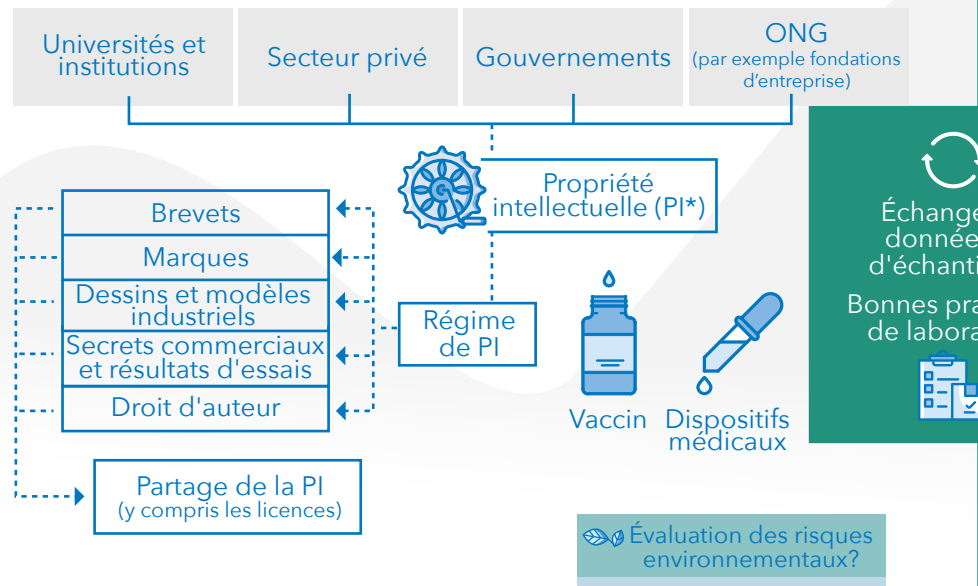 Universités et
institutions
Secteur privé
Gouvernements
ONG
(par exemple fondations
d'entreprise)
Propriété
intellectuelle (PI*)
Brevets
Marques
Dessins et modèles
industriels
Secrets commerciaux
et résultats d'essais
Droit d'auteur
Régime
de PI
Partage de la PI
(y compris les licences)
Vaccin
Dispositifs
médicaux
Bonnes
de
Évaluation des risques
environnementaux?